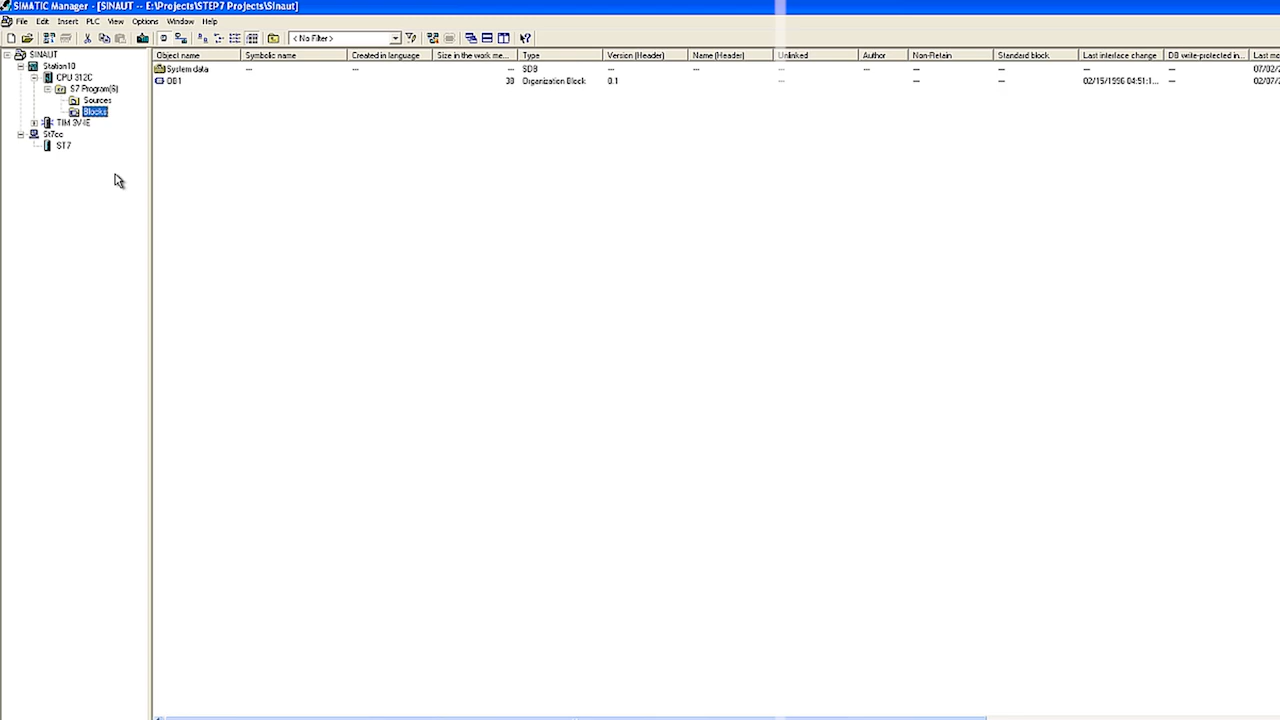 SIMATIC Manager - [SINAUT -- E:\Projects\STEP7 Projects\Sinaut]
File Edit Insert PLC View Options Window Help
< No Filter >
Object name Symbolic name Created in language Size in the work me... Type Version (Header) Name (Header) Unlinked Author Non-Retain Standard block Last interface change DB write-protected in... Last mo
System data --- --- --- SDB --- --- --- --- --- --- --- --- 07/02/2
OB1 38 Organization Block 0.1 --- --- --- 02/15/1996 04:51:1... --- 02/07/2
SINAUT
Station10
CPU 312C
S7 Program(6)
Sources
Blocks
TIM 3V-IE
St7cc
ST7